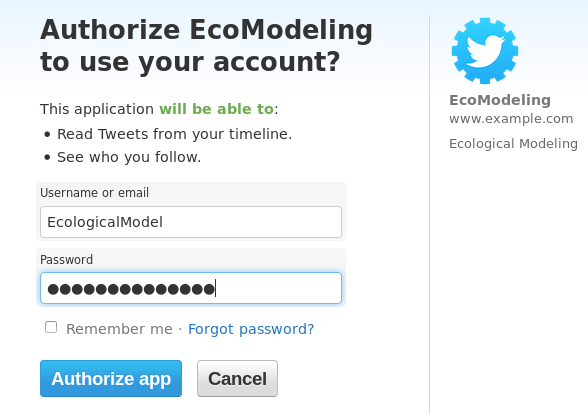 Authorize EcoModeling
to use your account?
This application will be able to:
• Read Tweets from your timeline.
• See who you follow.
Username or email
EcologicalModel
Password
●●●●●●●●●●●●●●
Remember me · Forgot password?
Authorize app
Cancel
EcoModeling
www.example.com
Ecological Modeling